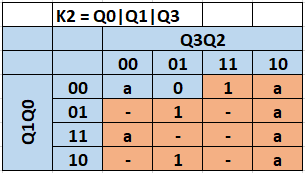 K2 = Q0|Q1|Q3
Q3Q2
00 01 11 10
Q1Q0
00 a 0 1 a
01 - 1 - a
11 a - - a
10 - 1 - a